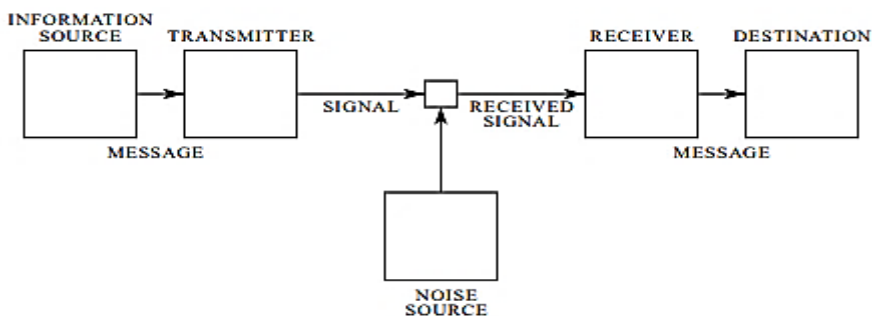 INFORMATION
SOURCE
TRANSMITTER
RECEIVER
DESTINATION
SIGNAL
RECEIVED
SIGNAL
MESSAGE
MESSAGE
NOISE
SOURCE